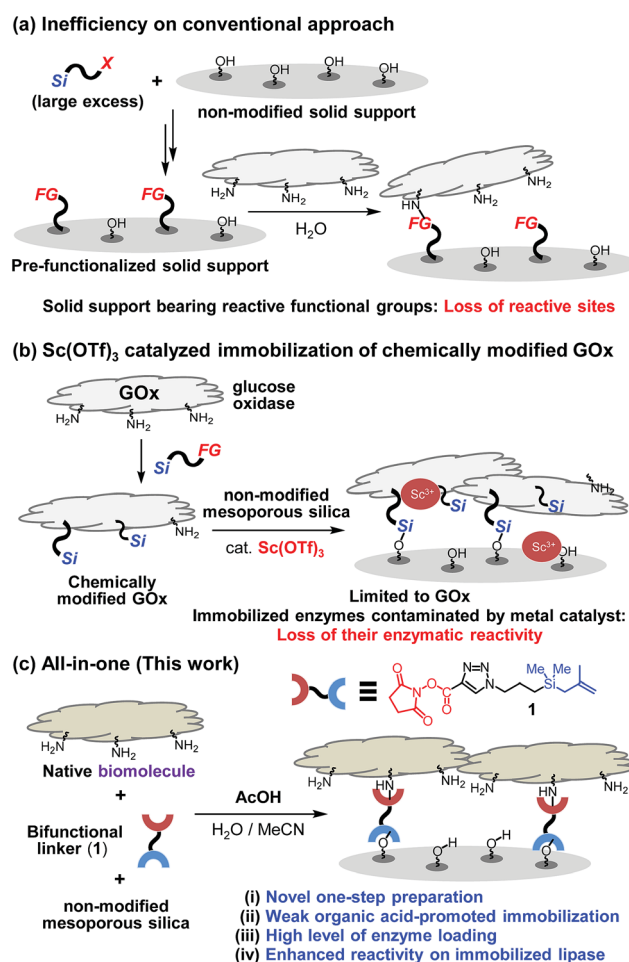 (a) Inefficiency on conventional approach
X
Si
(large excess)
+
OH
OH
OH
OH
non-modified solid support
FG
FG
OH
OH
Pre-functionalized solid support
H₂N
NH₂
NH₂
H₂O
HN
NH₂
NH₂
FG
FG
OH
OH
Solid support bearing reactive functional groups: Loss of reactive sites
(b) Sc(OTf)₃ catalyzed immobilization of chemically modified GOx
GOx
glucose
oxidase
H₂N
NH₂
NH₂
Si
FG
Si
Si
NH₂
Chemically
modified GOx
non-modified
mesoporous silica
cat. Sc(OTf)₃
Sc³⁺
Si
Si
NH₂
Si
Si
O
OH
O
Sc³⁺
OH
Limited to GOx
Immobilized enzymes contaminated by metal catalyst:
Loss of their enzymatic reactivity
(c) All-in-one (This work)
O
N
O
O
O
N=N
N
Me
Me
Si
1
H₂N
NH₂
NH₂
Native biomolecule
+
Bifunctional
linker (1)
+
non-modified
mesoporous silica
AcOH
H₂O / MeCN
H₂N
HN
NH₂
H₂N
HN
NH₂
O
O
H
O
H
O
(i) Novel one-step preparation
(ii) Weak organic acid-promoted immobilization
(iii) High level of enzyme loading
(iv) Enhanced reactivity on immobilized lipase